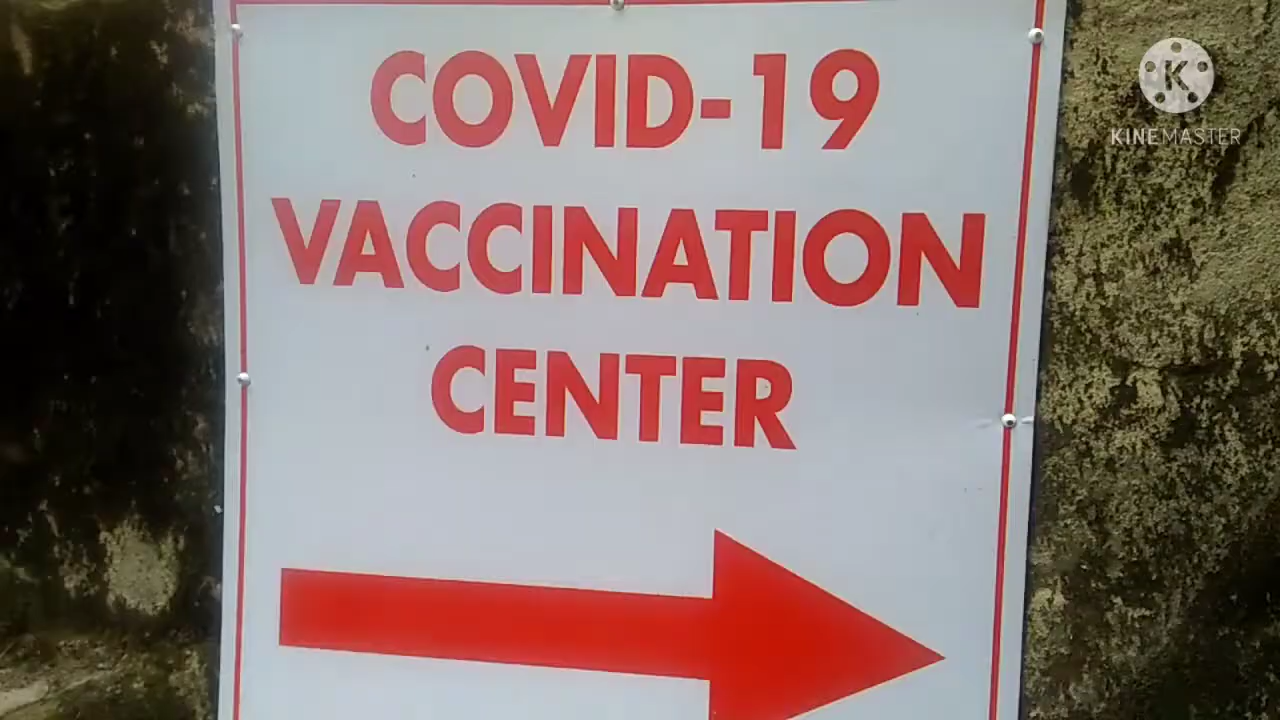 COVID-19
VACCINATION
CENTER
K
KINEMASTER